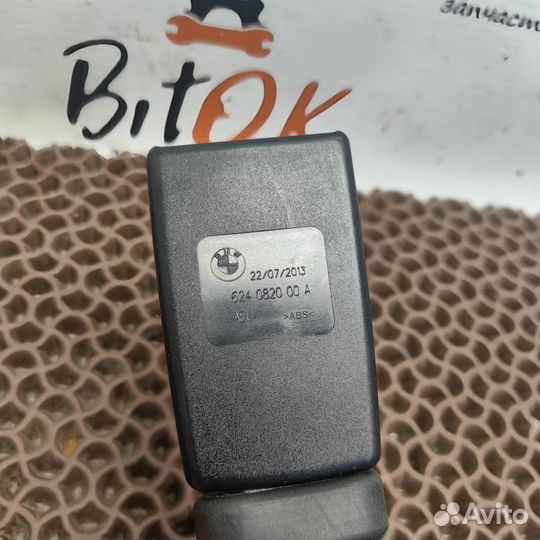 запчаст
BitOK
22/07/2013
624 0820 00 A
>ABS<
Avito